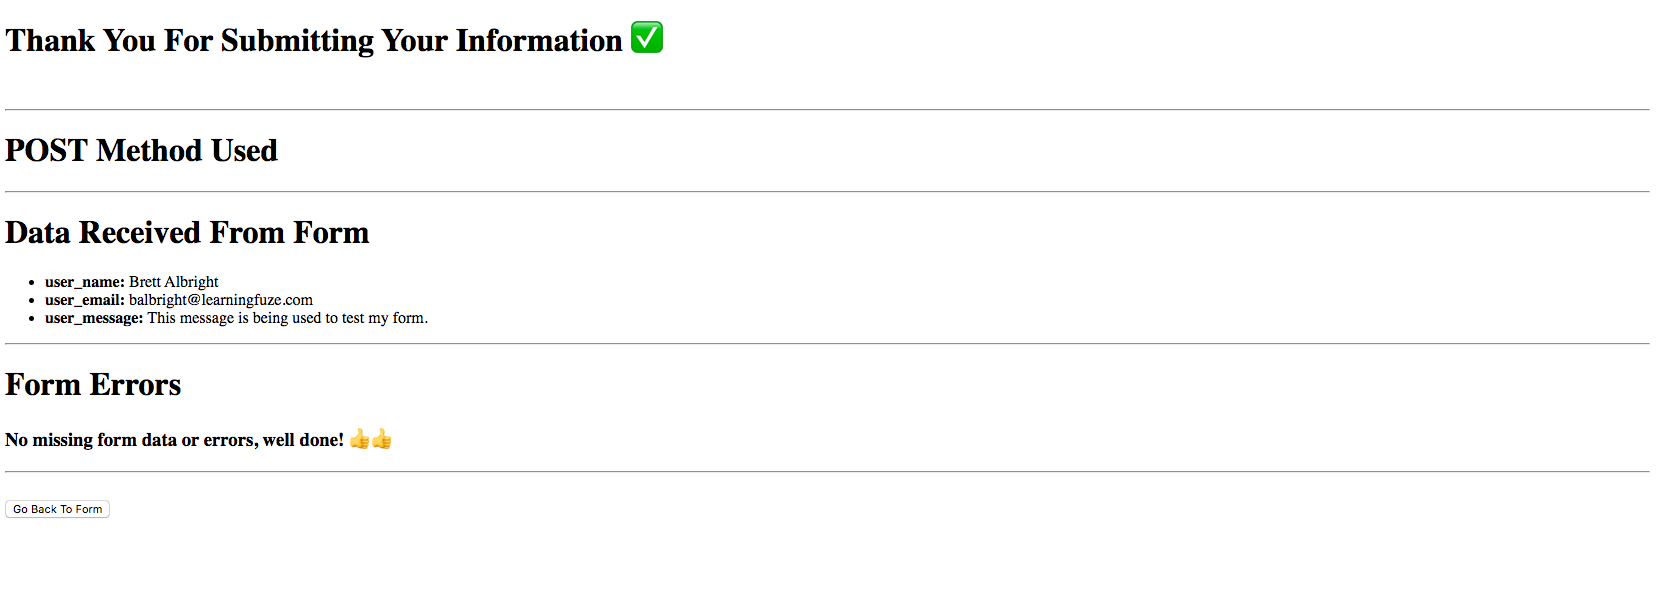 Thank You For Submitting Your Information ✅
POST Method Used
Data Received From Form
• user_name: Brett Albright
• user_email: balbright@learningfuze.com
• user_message: This message is being used to test my form.
Form Errors
No missing form data or errors, well done! 👍👍
Go Back To Form